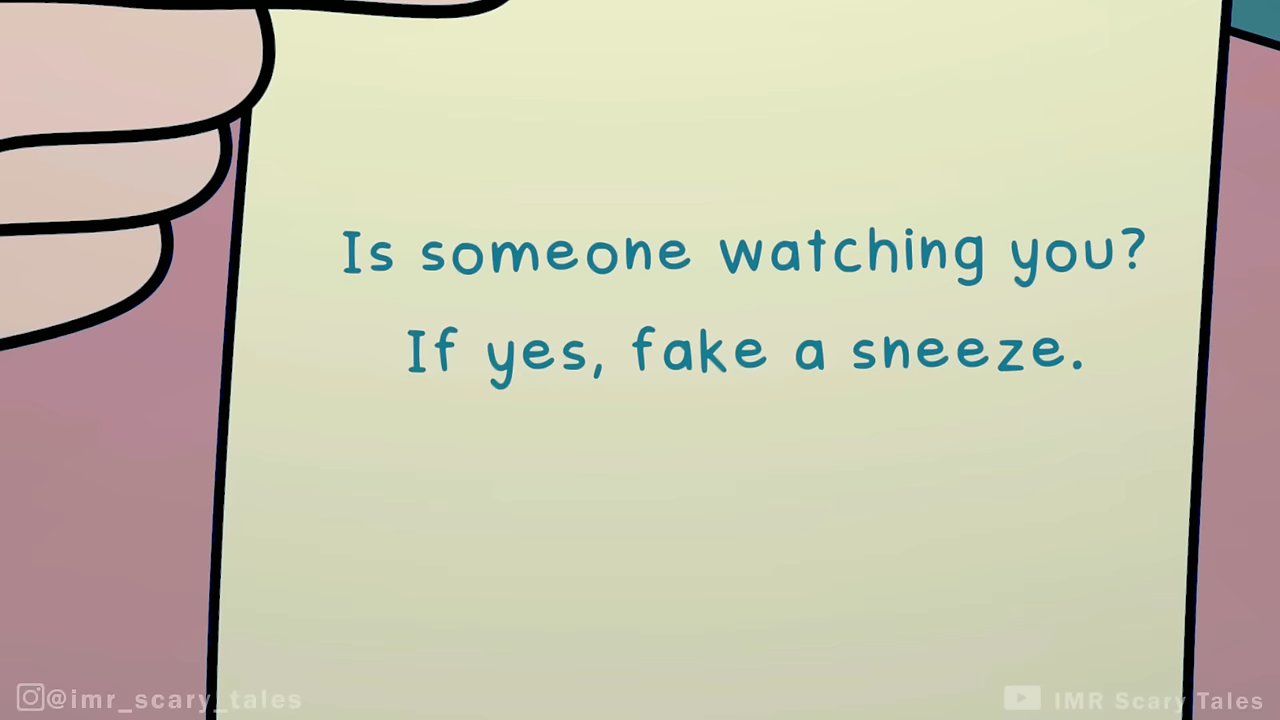 Is someone watching you?
If yes, fake a sneeze.
@imr_scary_tales
IMR Scary Tales